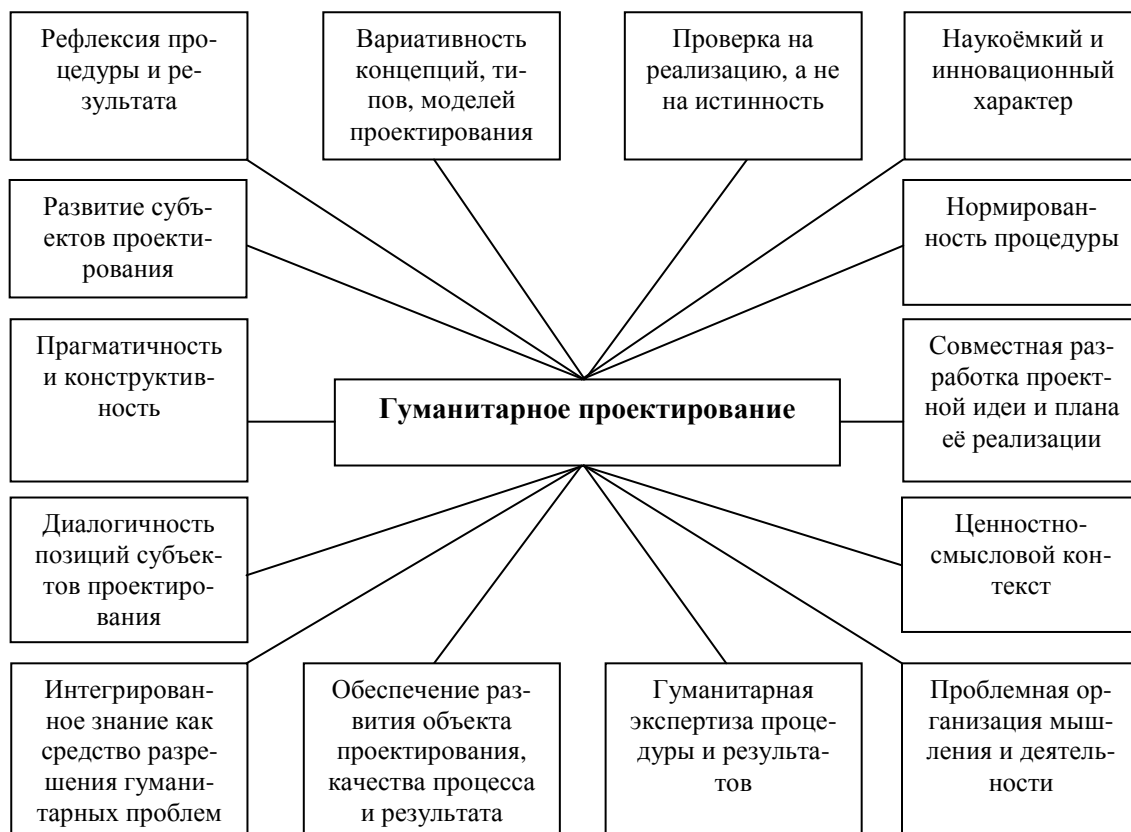 Рефлексия про-
цедуры и ре-
зультата
Вариативность
концепций, ти-
пов, моделей
проектирования
Проверка на
реализацию, а не
на истинность
Наукоёмкий и
инновационный
характер
Развитие субъ-
ектов проекти-
рования
Нормирован-
ность процедуры
Прагматичность
и конструктив-
ность
Гуманитарное проектирование
Совместная раз-
работка проект-
ной идеи и плана
её реализации
Диалогичность
позиций субъек-
тов проектиро-
вания
Ценностно-
смысловой кон-
текст
Интегрирован-
ное знание как
средство разре-
шения гумани-
тарных проблем
Обеспечение раз-
вития объекта
проектирования,
качества процесса
и результата
Гуманитарная
экспертиза проце-
дуры и результа-
тов
Проблемная ор-
ганизация мыш-
ления и деятель-
ности